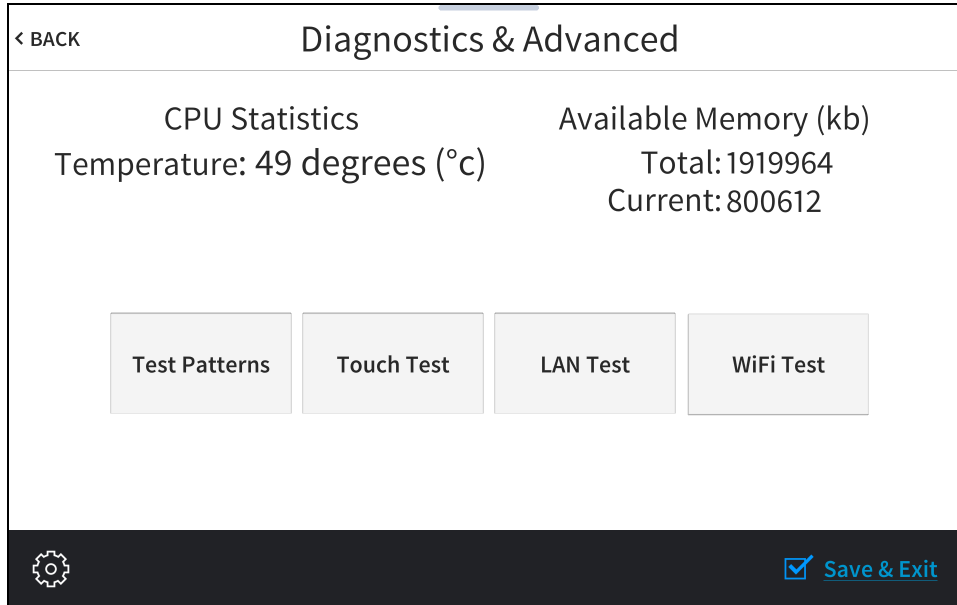 < BACK
Diagnostics & Advanced
CPU Statistics
Temperature: 49 degrees (°c)
Available Memory (kb)
Total: 1919964
Current: 800612
Test Patterns
Touch Test
LAN Test
WiFi Test
Save & Exit